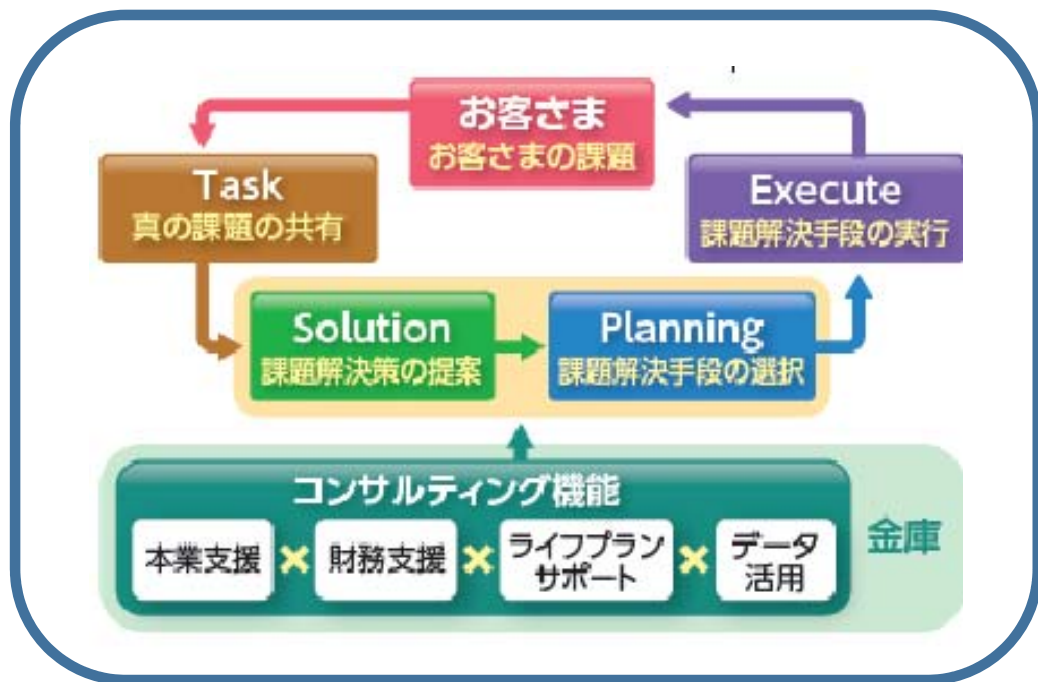 お客さま
お客さまの課題
Task
真の課題の共有
Execute
課題解決手段の実行
Solution
課題解決策の提案
Planning
課題解決手段の選択
コンサルティング機能
本業支援
×
財務支援
×
ライフプラン
サポート
×
データ
活用
金庫